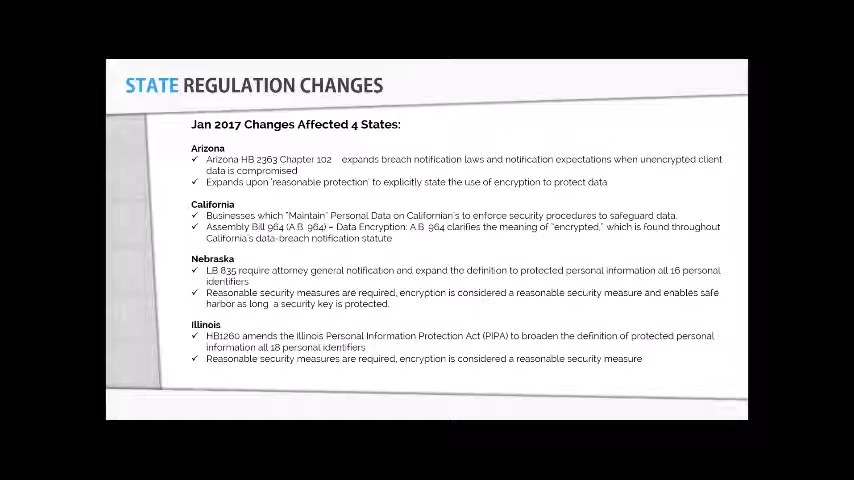 STATE REGULATION CHANGES
Jan 2017 Changes Affected 4 States:
Arizona
✓ Arizona HB 2363 Chapter 102 expands breach notification laws and notification expectations when unencrypted client
data is compromised
✓ Expands upon 'reasonable protection' to explicitly state the use of encryption to protect data
California
✓ Businesses which "Maintain" Personal Data on Californian's to enforce security procedures to safeguard data.
✓ Assembly Bill 964 (A.B. 964) – Data Encryption: A.B. 964 clarifies the meaning of "encrypted," which is found throughout
California's data-breach notification statute
Nebraska
✓ LB 835 require attorney general notification and expand the definition to protected personal information all 16 personal
identifiers
✓ Reasonable security measures are required, encryption is considered a reasonable security measure and enables safe
harbor as long a security key is protected.
Illinois
✓ HB1260 amends the Illinois Personal Information Protection Act (PIPA) to broaden the definition of protected personal
information all 18 personal identifiers
✓ Reasonable security measures are required, encryption is considered a reasonable security measure